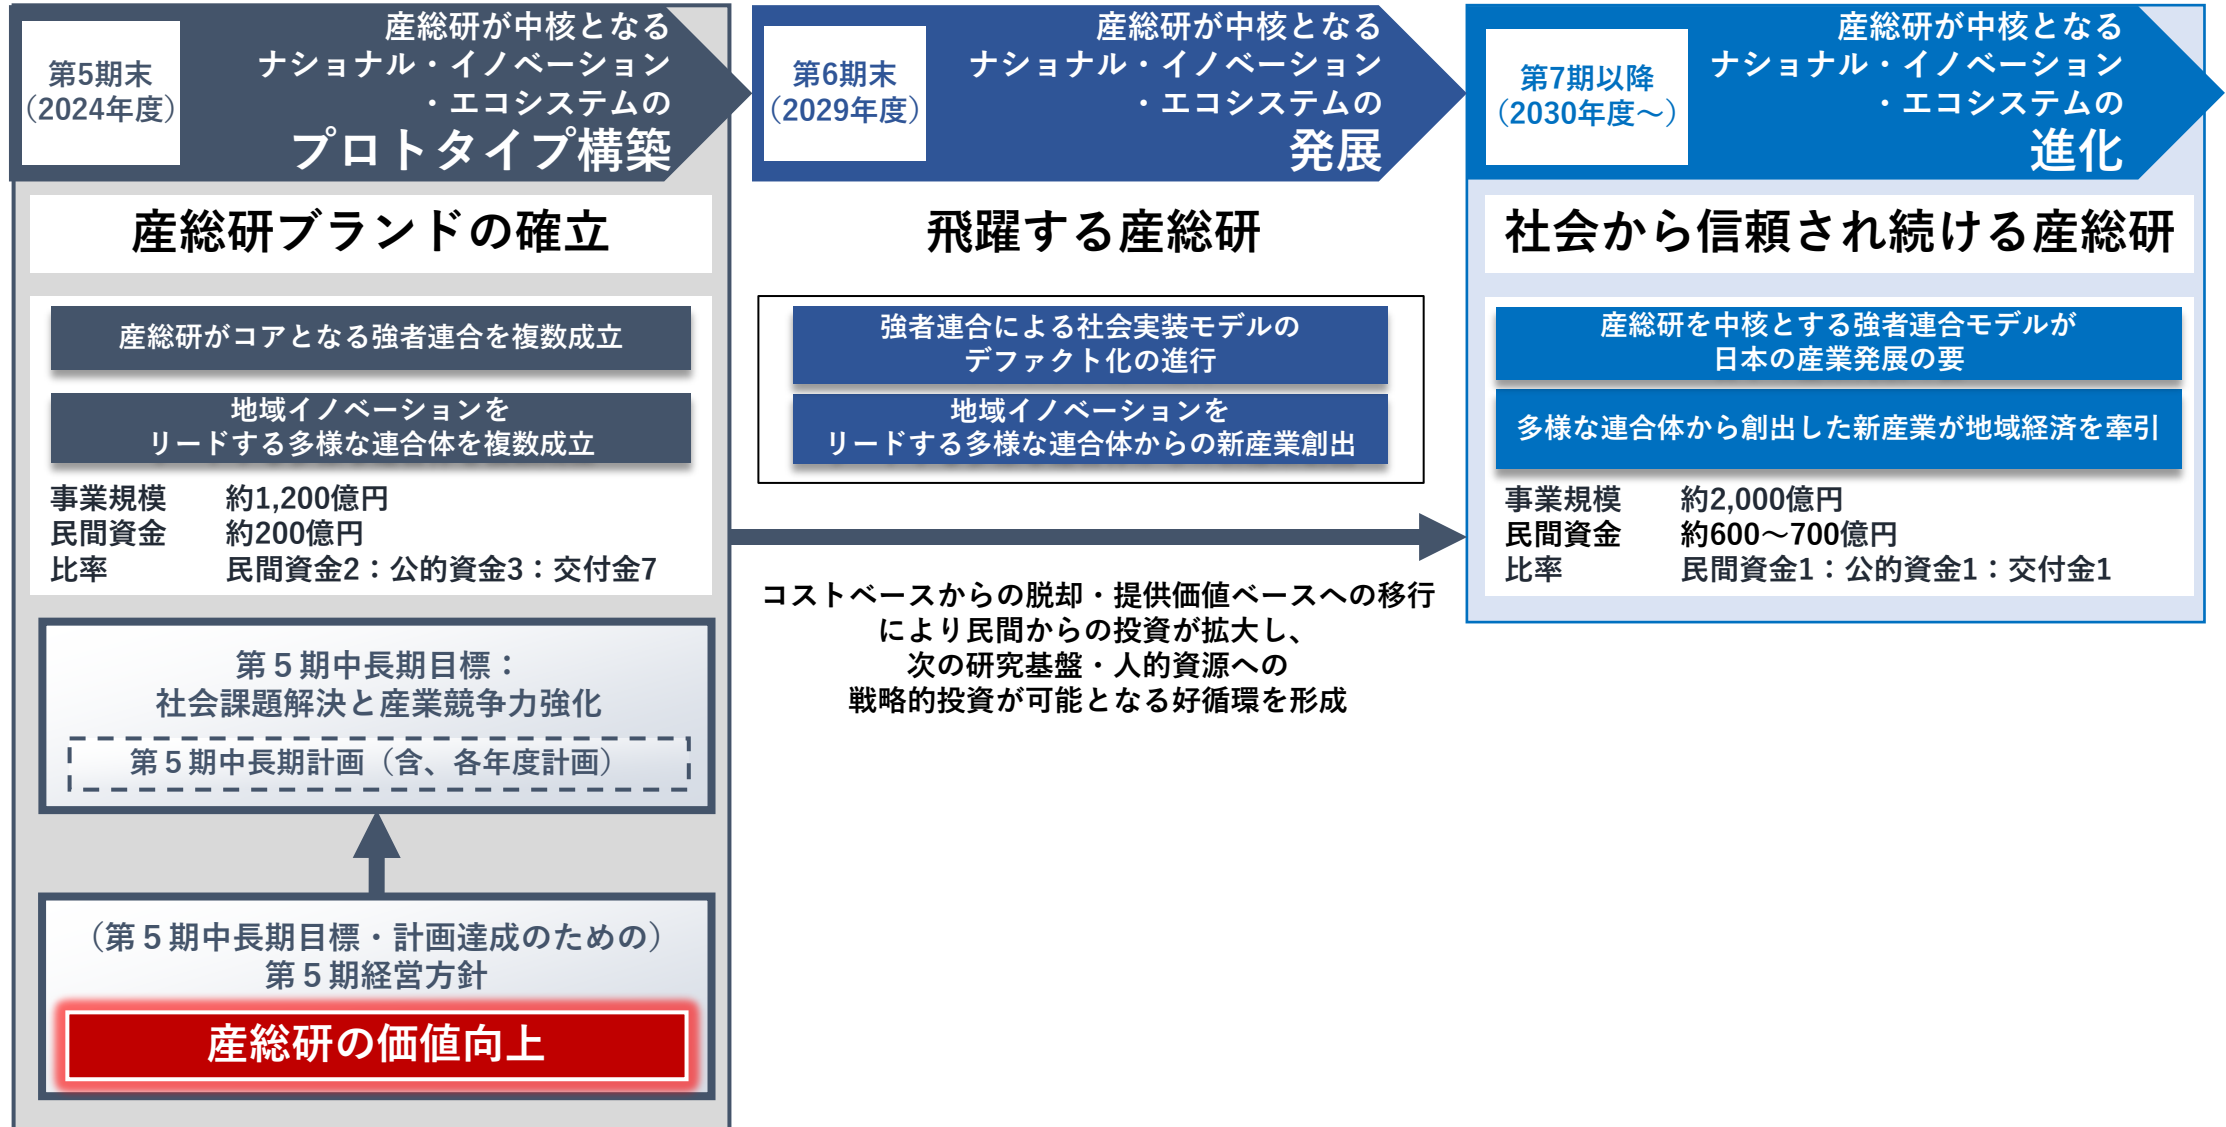 第5期末
（2024年度）
産総研が中核となる
ナショナル・イノベーション
・エコシステムの
プロトタイプ構築
産総研ブランドの確立
産総研がコアとなる強者連合を複数成立
地域イノベーションを
リードする多様な連合体を複数成立
事業規模 約1,200億円
民間資金 約200億円
比率 民間資金2：公的資金3：交付金7
第５期中長期目標：
社会課題解決と産業競争力強化
第５期中長期計画（含、各年度計画）
（第５期中長期目標・計画達成のための）
第５期経営方針
産総研の価値向上
第6期末
（2029年度）
産総研が中核となる
ナショナル・イノベーション
・エコシステムの
発展
飛躍する産総研
強者連合による社会実装モデルの
デファクト化の進行
地域イノベーションを
リードする多様な連合体からの新産業創出
コストベースからの脱却・提供価値ベースへの移行
により民間からの投資が拡大し、
次の研究基盤・人的資源への
戦略的投資が可能となる好循環を形成
第7期以降
（2030年度～）
産総研が中核となる
ナショナル・イノベーション
・エコシステムの
進化
社会から信頼され続ける産総研
産総研を中核とする強者連合モデルが
日本の産業発展の要
多様な連合体から創出した新産業が地域経済を牽引
事業規模 約2,000億円
民間資金 約600～700億円
比率 民間資金1：公的資金1：交付金1